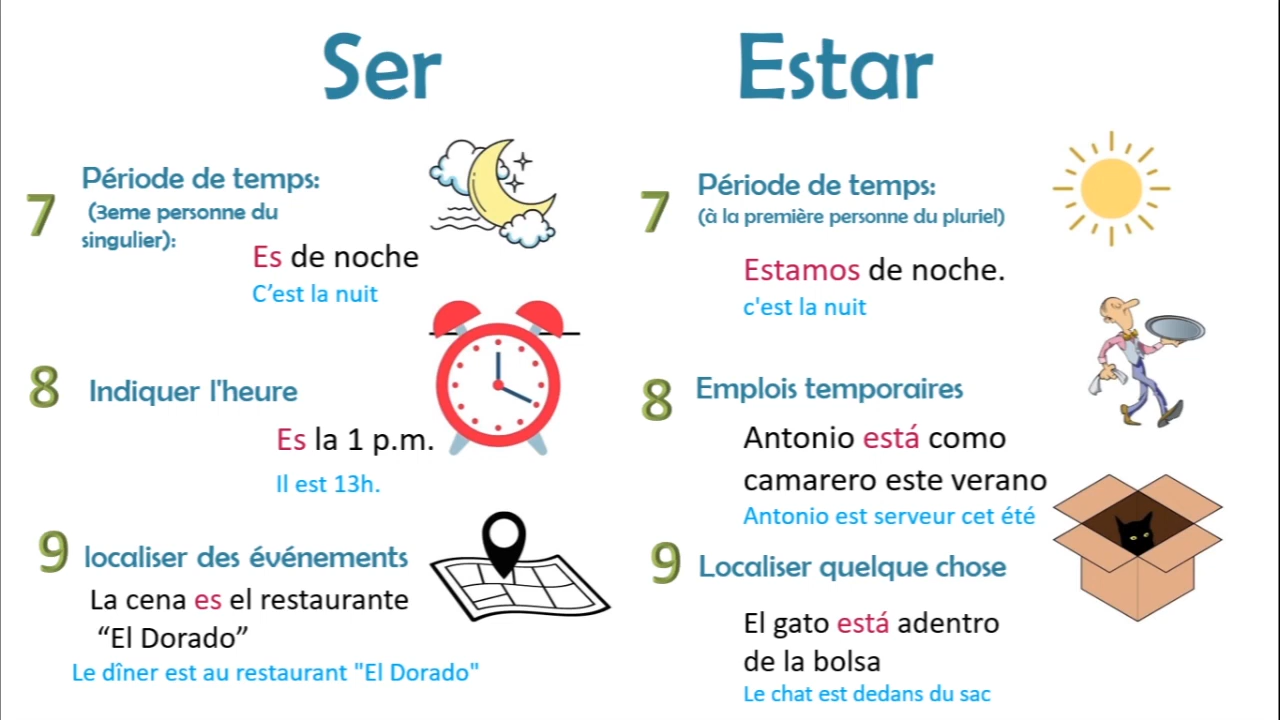 Ser
7
Période de temps:
(3eme personne du
singulier):
Es de noche
C’est la nuit
8
Indiquer l'heure
Es la 1 p.m.
Il est 13h.
9
localiser des événements
La cena es el restaurante
“El Dorado”
Le dîner est au restaurant "El Dorado"
Estar
7
Période de temps:
(à la première personne du pluriel)
Estamos de noche.
c'est la nuit
8
Emplois temporaires
Antonio está como
camarero este verano
Antonio est serveur cet été
9
Localiser quelque chose
El gato está adentro
de la bolsa
Le chat est dedans du sac